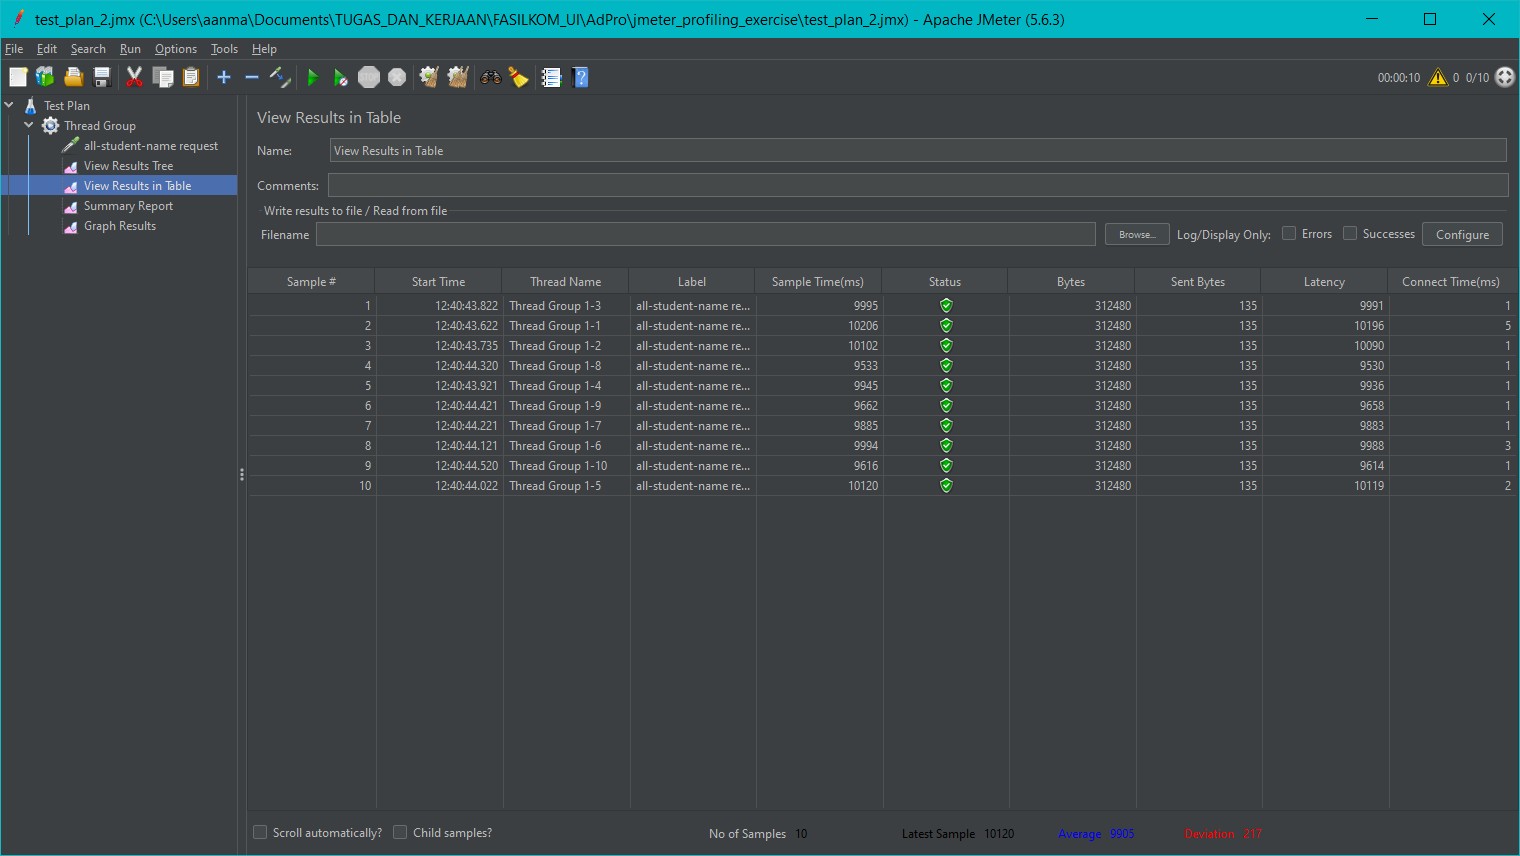 test_plan_2.jmx (C:\Users\aanma\Documents\TUGAS_DAN_KERJAAN\FASILKOM_UI\AdPro\jmeter_profiling_exercise\test_plan_2.jmx) - Apache JMeter (5.6.3)
File Edit Search Run Options Tools Help
STOP 00:00:10 0 0/10
Test Plan
Thread Group
all-student-name request
View Results Tree
View Results in Table
Summary Report
Graph Results
View Results in Table
Name: View Results in Table
Comments:
Write results to file / Read from file
Filename Browse... Log/Display Only: Errors Successes Configure
Sample # Start Time Thread Name Label Sample Time(ms) Status Bytes Sent Bytes Latency Connect Time(ms)
1 12:40:43.822 Thread Group 1-3 all-student-name re... 9995 312480 135 9991 1
2 12:40:43.622 Thread Group 1-1 all-student-name re... 10206 312480 135 10196 5
3 12:40:43.735 Thread Group 1-2 all-student-name re... 10102 312480 135 10090 1
4 12:40:44.320 Thread Group 1-8 all-student-name re... 9533 312480 135 9530 1
5 12:40:43.921 Thread Group 1-4 all-student-name re... 9945 312480 135 9936 1
6 12:40:44.421 Thread Group 1-9 all-student-name re... 9662 312480 135 9658 1
7 12:40:44.221 Thread Group 1-7 all-student-name re... 9885 312480 135 9883 1
8 12:40:44.121 Thread Group 1-6 all-student-name re... 9994 312480 135 9988 3
9 12:40:44.520 Thread Group 1-10 all-student-name re... 9616 312480 135 9614 1
10 12:40:44.022 Thread Group 1-5 all-student-name re... 10120 312480 135 10119 2
Scroll automatically? Child samples? No of Samples 10 Latest Sample 10120 Average 9905 Deviation 217